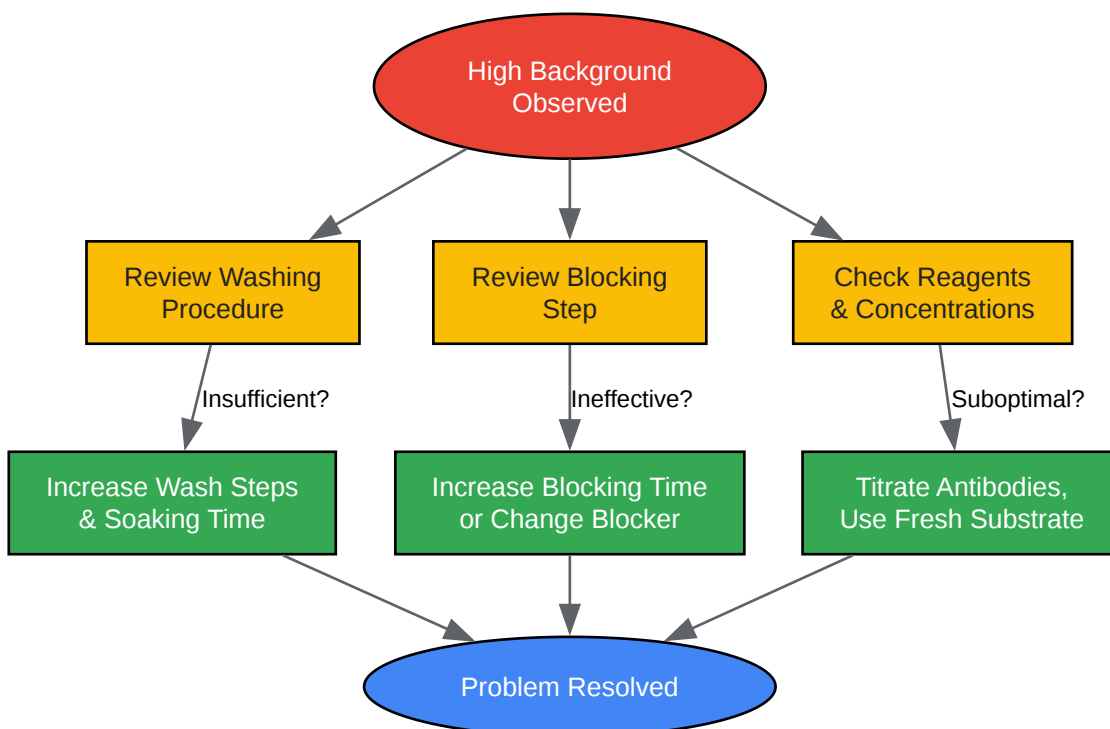 High Background
Observed
Review Washing
Procedure
Review Blocking
Step
Check Reagents
& Concentrations
Insufficient?
Ineffective?
Suboptimal?
Increase Wash Steps
& Soaking Time
Increase Blocking Time
or Change Blocker
Titrate Antibodies,
Use Fresh Substrate
Problem Resolved